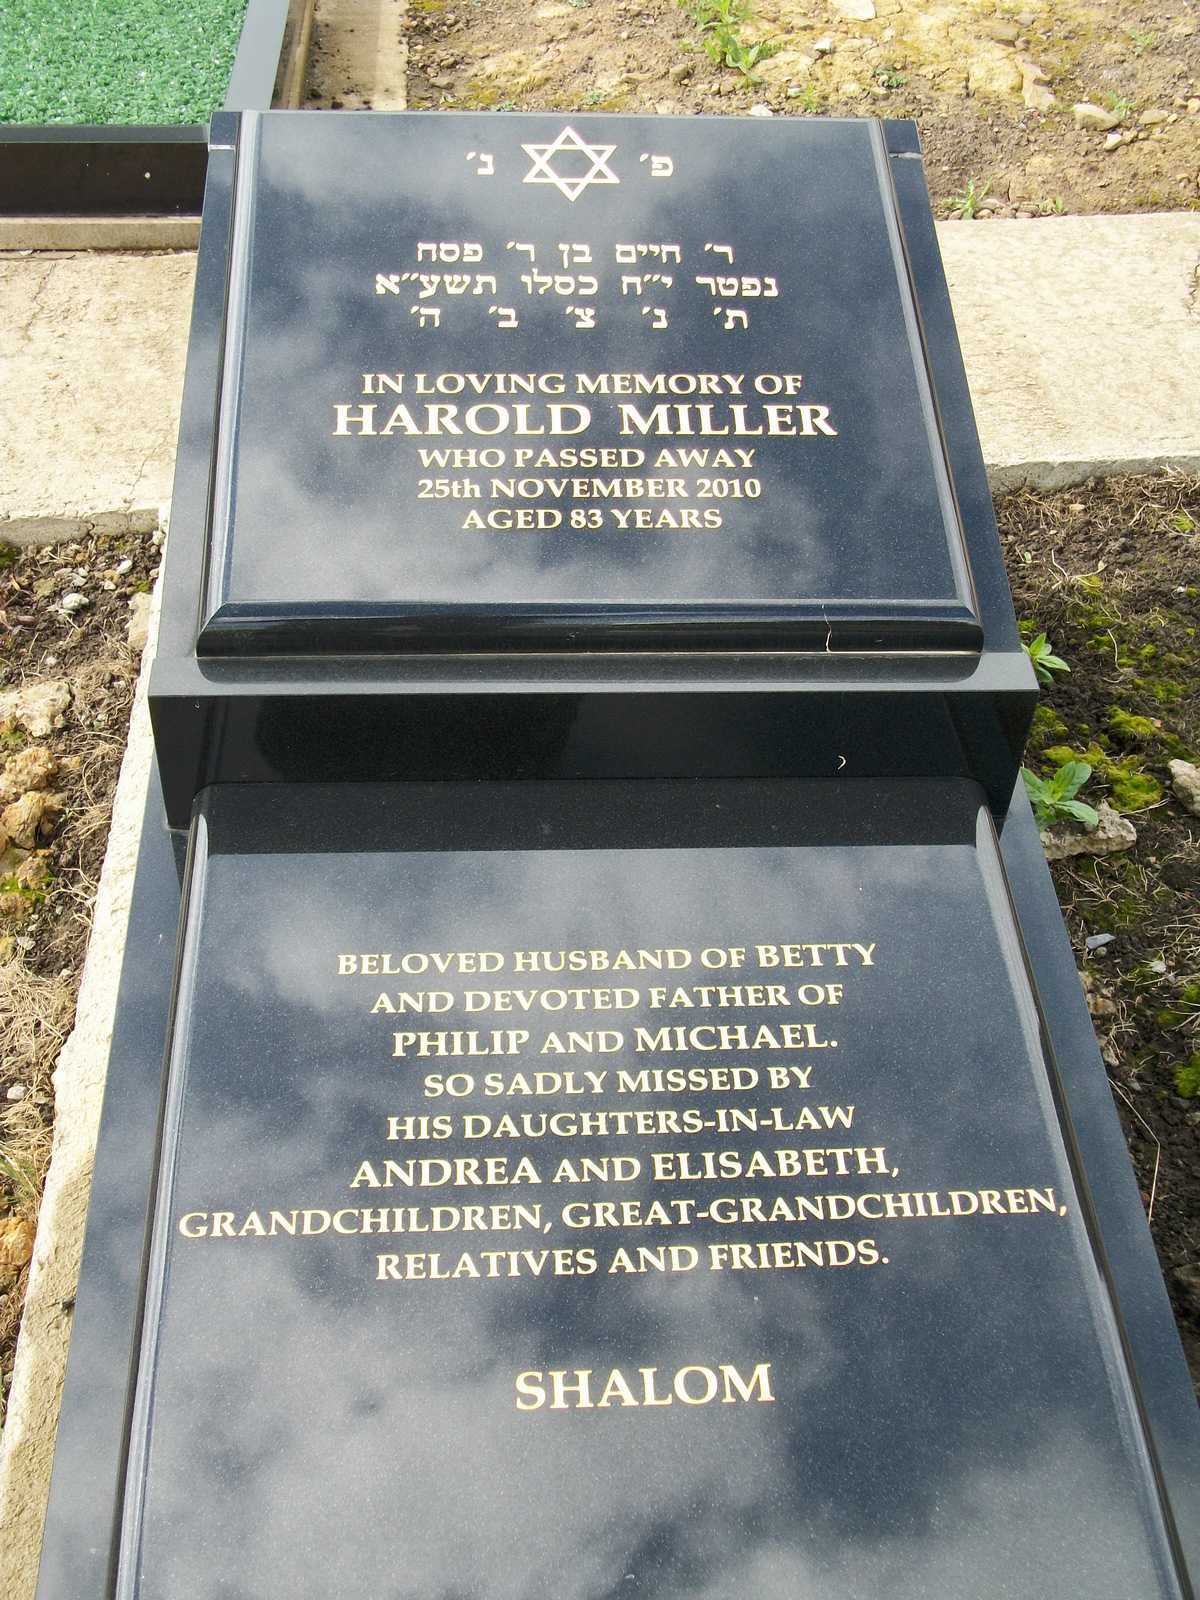 פ׳ נ׳
ר׳ חיים בן ר׳ פסח
נפטר י״ח כסלו תשע״א
ת׳ נ׳ צ׳ ב׳ ה׳
IN LOVING MEMORY OF
HAROLD MILLER
WHO PASSED AWAY
25th NOVEMBER 2010
AGED 83 YEARS
BELOVED HUSBAND OF BETTY
AND DEVOTED FATHER OF
PHILIP AND MICHAEL.
SO SADLY MISSED BY
HIS DAUGHTERS-IN-LAW
ANDREA AND ELISABETH,
GRANDCHILDREN, GREAT-GRANDCHILDREN,
RELATIVES AND FRIENDS.
SHALOM